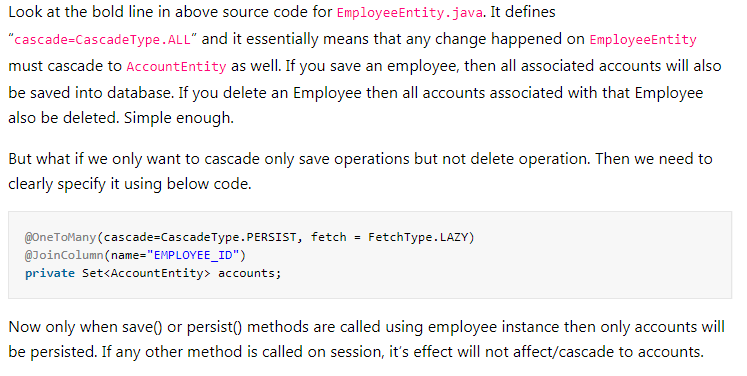 Look at the bold line in above source code for EmployeeEntity.java. It defines
“cascade=CascadeType.ALL” and it essentially means that any change happened on EmployeeEntity
must cascade to AccountEntity as well. If you save an employee, then all associated accounts will also
be saved into database. If you delete an Employee then all accounts associated with that Employee
also be deleted. Simple enough.
But what if we only want to cascade only save operations but not delete operation. Then we need to
clearly specify it using below code.
@OneToMany(cascade=CascadeType.PERSIST, fetch = FetchType.LAZY)
@JoinColumn(name="EMPLOYEE_ID")
private Set<AccountEntity> accounts;
Now only when save() or persist() methods are called using employee instance then only accounts will
be persisted. If any other method is called on session, it’s effect will not affect/cascade to accounts.